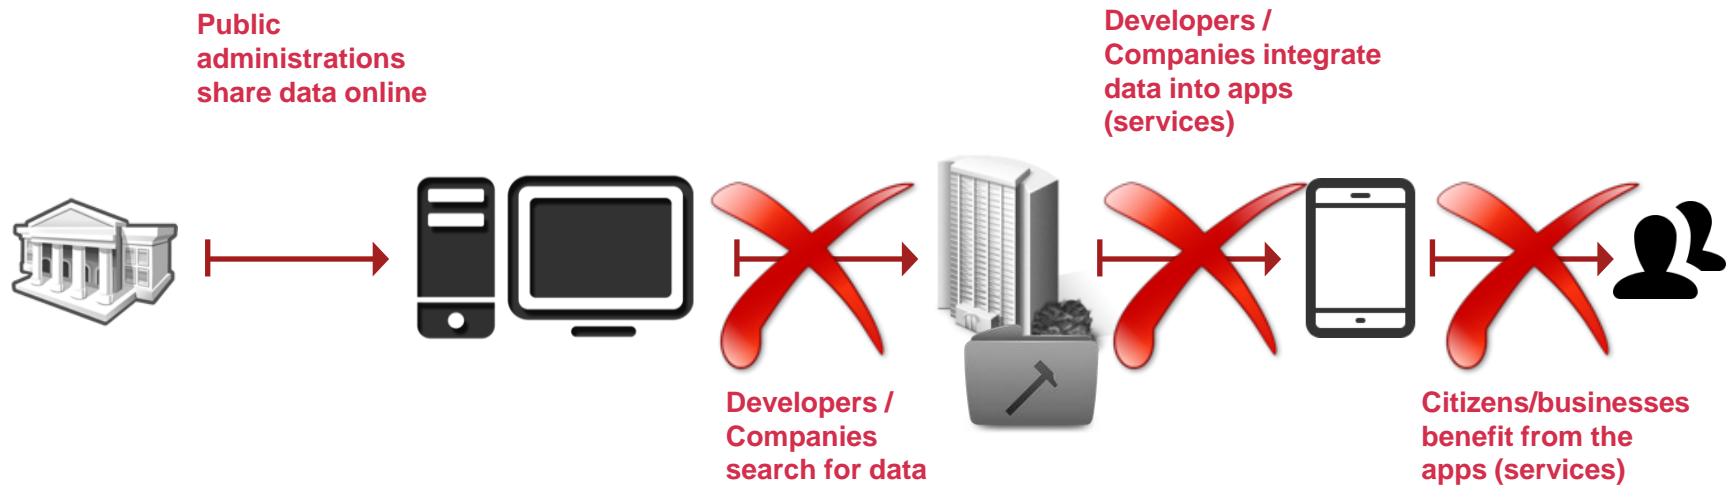 Public
administrations
share data online
Developers /
Companies
search for data
Developers /
Companies integrate
data into apps
(services)
Citizens/businesses
benefit from the
apps (services)